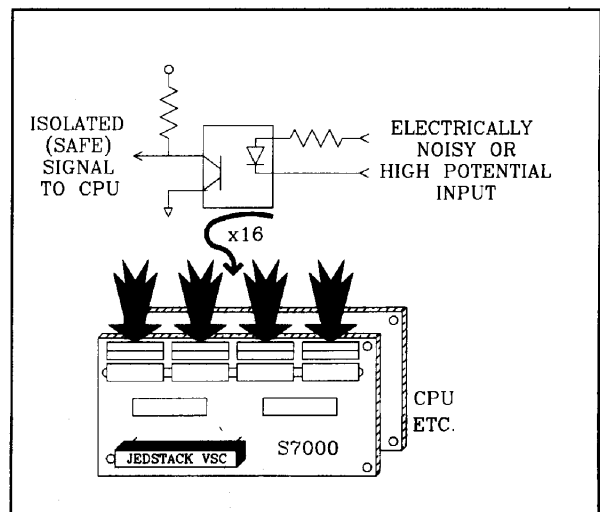 ISOLATED
(SAFE)
SIGNAL
TO CPU
ELECTRICALLY
NOISY OR
HIGH POTENTIAL
INPUT
x16
CPU
ETC.
S7000
JEDSTACK VSC